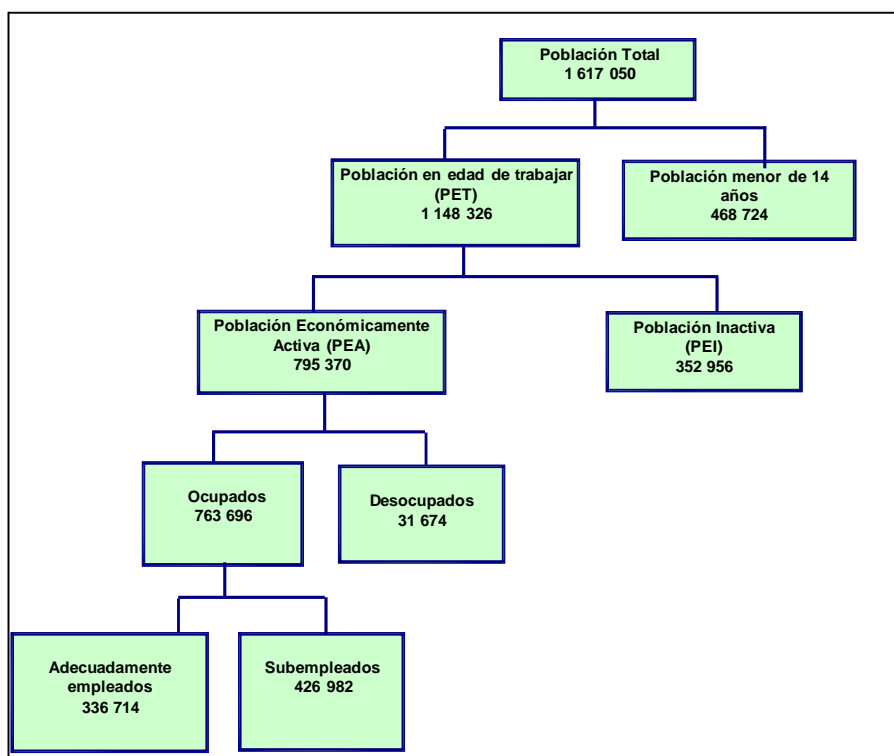 Población Total
1 617 050
Población en edad de trabajar
(PET)
1 148 326
Población menor de 14
años
468 724
Población Económicamente
Activa (PEA)
795 370
Población Inactiva
(PEI)
352 956
Ocupados
763 696
Desocupados
31 674
Adecuadamente
empleados
336 714
Subempleados
426 982